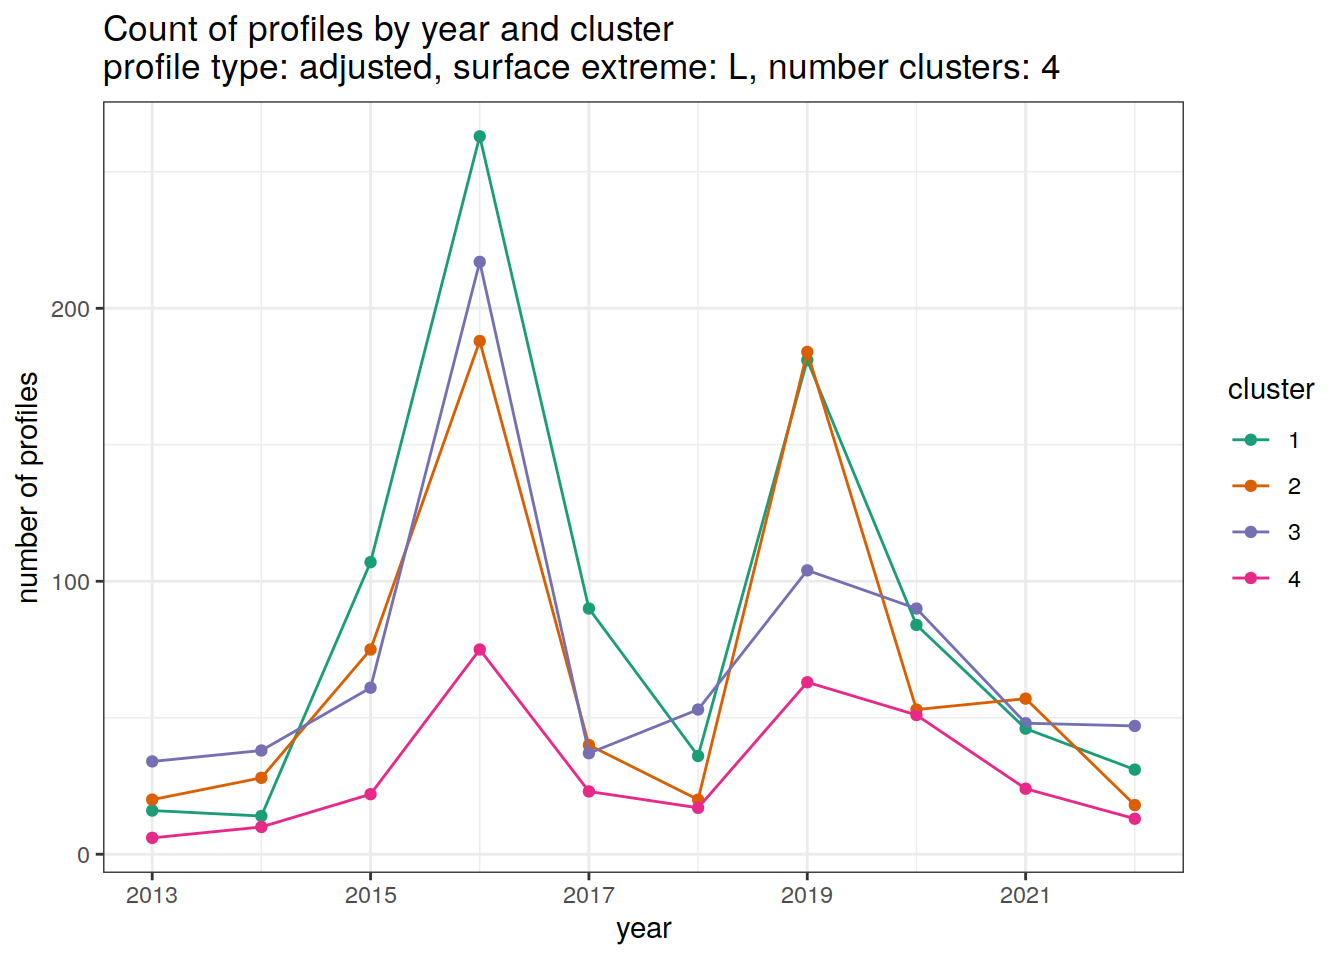 Count of profiles by year and cluster
profile type: adjusted, surface extreme: L, number clusters: 4
number of profiles
200
100
0
2013
2015
2017
2019
2021
year
cluster
1
2
3
4